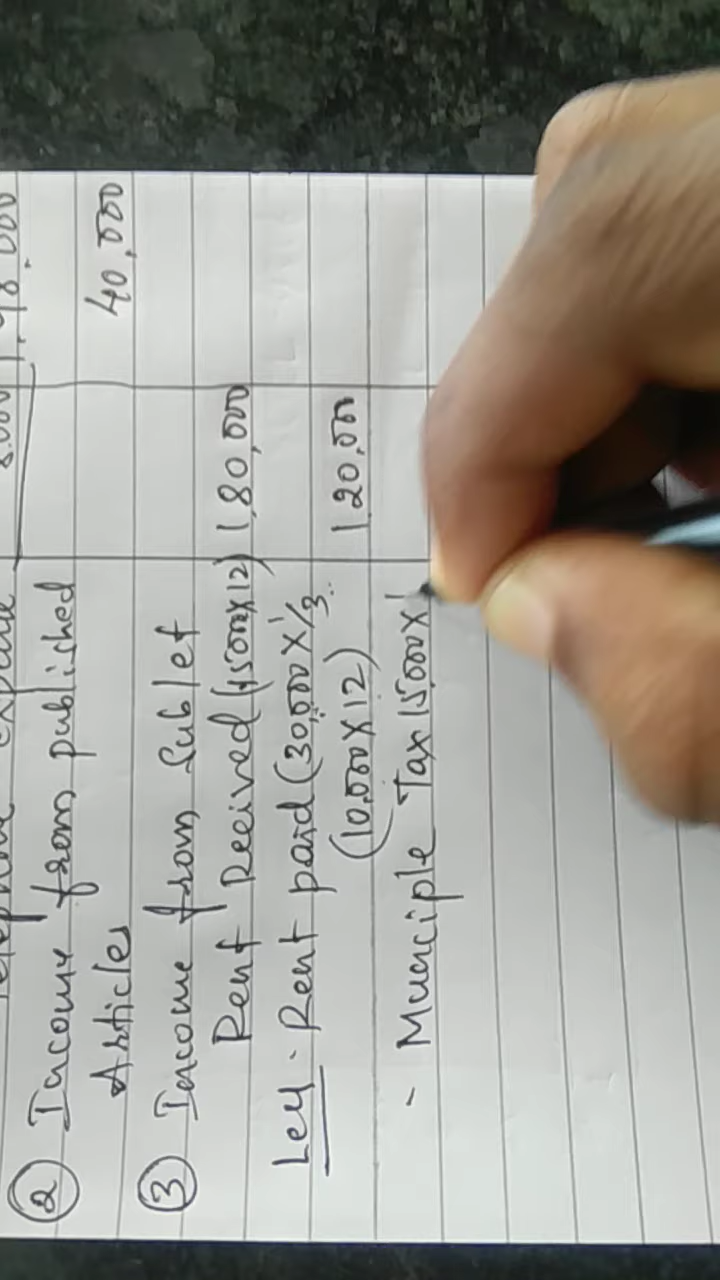 ② Income from published 40,000
Articles
③ Income from Sublet
Rent Received (15000X12) 1,80,000
Less - Rent paid (30,000 X 1/3
(10,000 X 12) 1,20,000
- Municiple Tax 15000X1